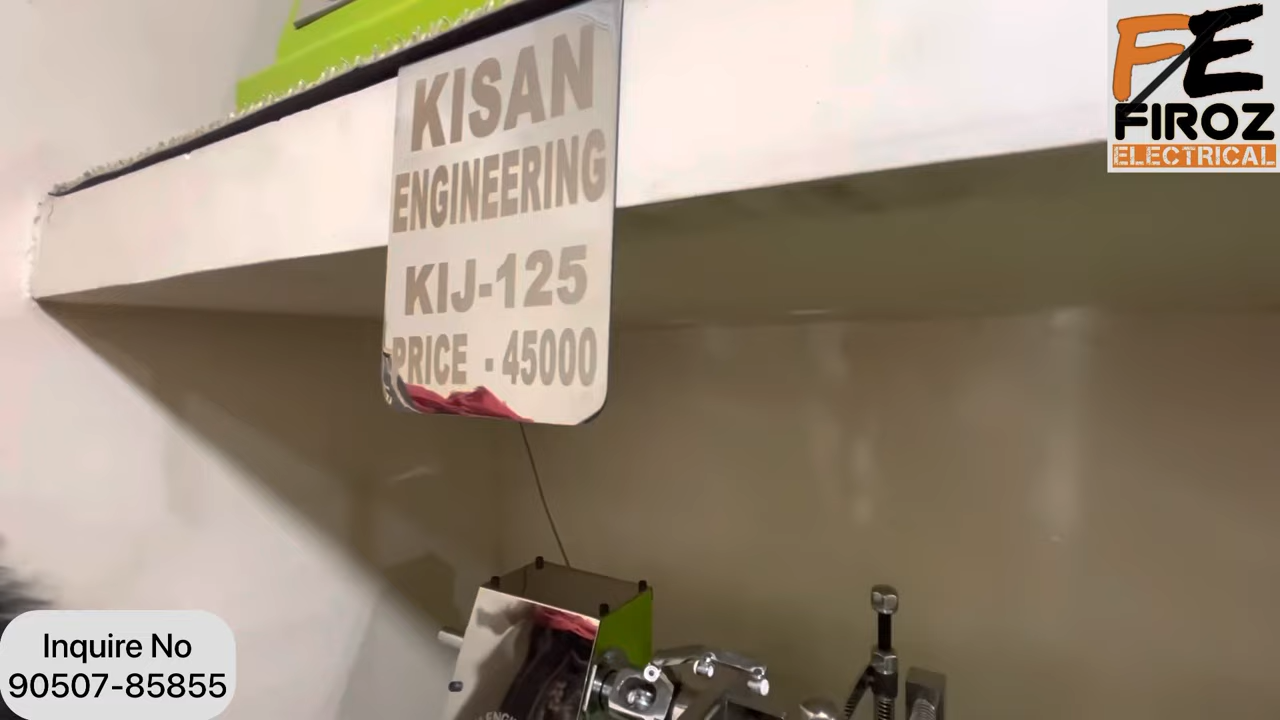 KISAN
ENGINEERING
KIJ-125
PRICE - 45000
FE
FIROZ
ELECTRICAL
Inquire No
90507-85855